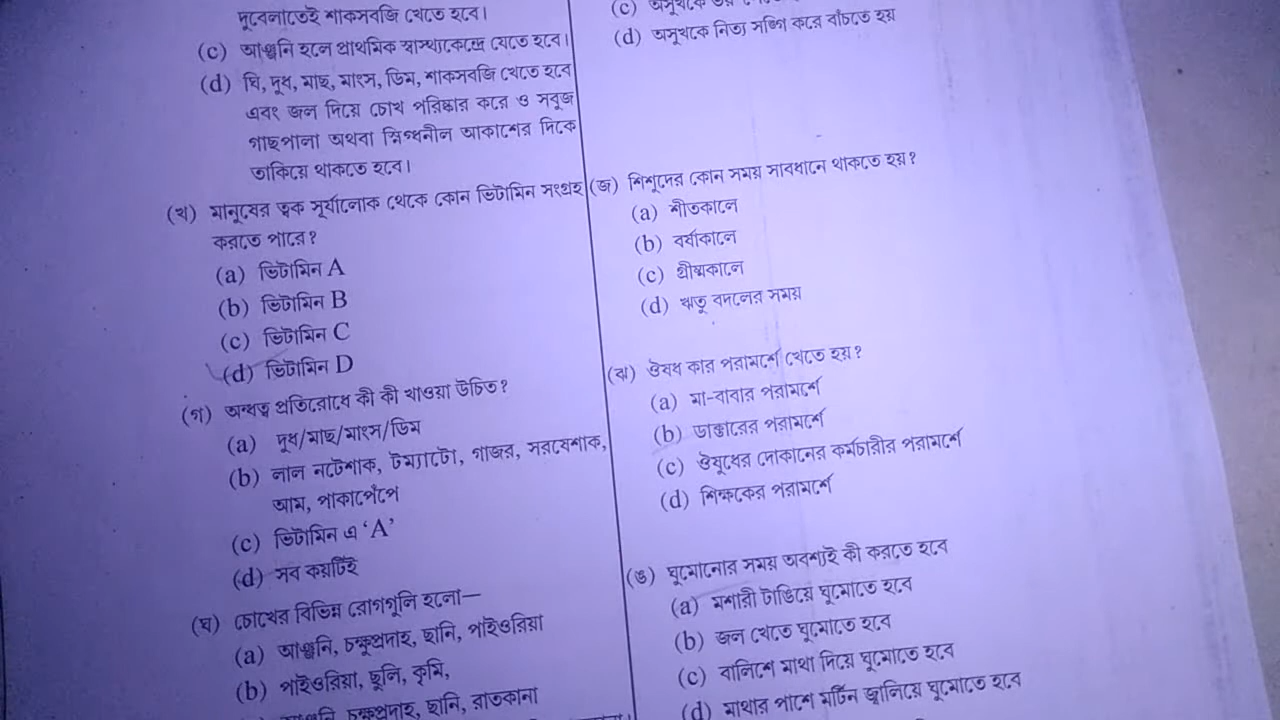 দুবেলাতেই শাকসবজি খেতে হবে।
(c) আঞ্জনি হলে প্রাথমিক স্বাস্থ্যকেন্দ্রে যেতে হবে।
(d) ঘি, দুধ, মাছ, মাংস, ডিম, শাকসবজি খেতে হবে
এবং জল দিয়ে চোখ পরিষ্কার করে ও সবুজ
গাছপালা অথবা স্নিগ্ধনীল আকাশের দিকে
তাকিয়ে থাকতে হবে।
(খ) মানুষের ত্বক সূর্যালোক থেকে কোন ভিটামিন সংগ্রহ
করতে পারে?
(a) ভিটামিন A
(b) ভিটামিন B
(c) ভিটামিন C
(d) ভিটামিন D
(গ) অন্ধত্ব প্রতিরোধে কী কী খাওয়া উচিত?
(a) দুধ/মাছ/মাংস/ডিম
(b) লাল নটেশাক, টম্যাটো, গাজর, সরষেশাক,
আম, পাকাপেঁপে
(c) ভিটামিন এ ‘A’
(d) সব কয়টিই
(ঘ) চোখের বিভিন্ন রোগগুলি হলো—
(a) আঞ্জনি, চক্ষুপ্রদাহ, ছানি, পাইওরিয়া
(b) পাইওরিয়া, ছুলি, কৃমি,
চক্ষুপ্রদাহ, ছানি, রাতকানা
(c)
(d) অসুখকে নিত্য সঙ্গি করে বাঁচতে হয়
(জ) শিশুদের কোন সময় সাবধানে থাকতে হয়?
(a) শীতকালে
(b) বর্ষাকালে
(c) গ্রীষ্মকালে
(d) ঋতু বদলের সময়
(ঝ) ঔষধ কার পরামর্শে খেতে হয়?
(a) মা-বাবার পরামর্শে
(b) ডাক্তারের পরামর্শে
(c) ঔষুধের দোকানের কর্মচারীর পরামর্শে
(d) শিক্ষকের পরামর্শে
(ঙ) ঘুমোনোর সময় অবশ্যই কী করতে হবে
(a) মশারী টাঙিয়ে ঘুমোতে হবে
(b) জল খেতে ঘুমোতে হবে
(c) বালিশে মাথা দিয়ে ঘুমোতে হবে
(d) মাথার পাশে মর্টিন জ্বালিয়ে ঘুমোতে হবে